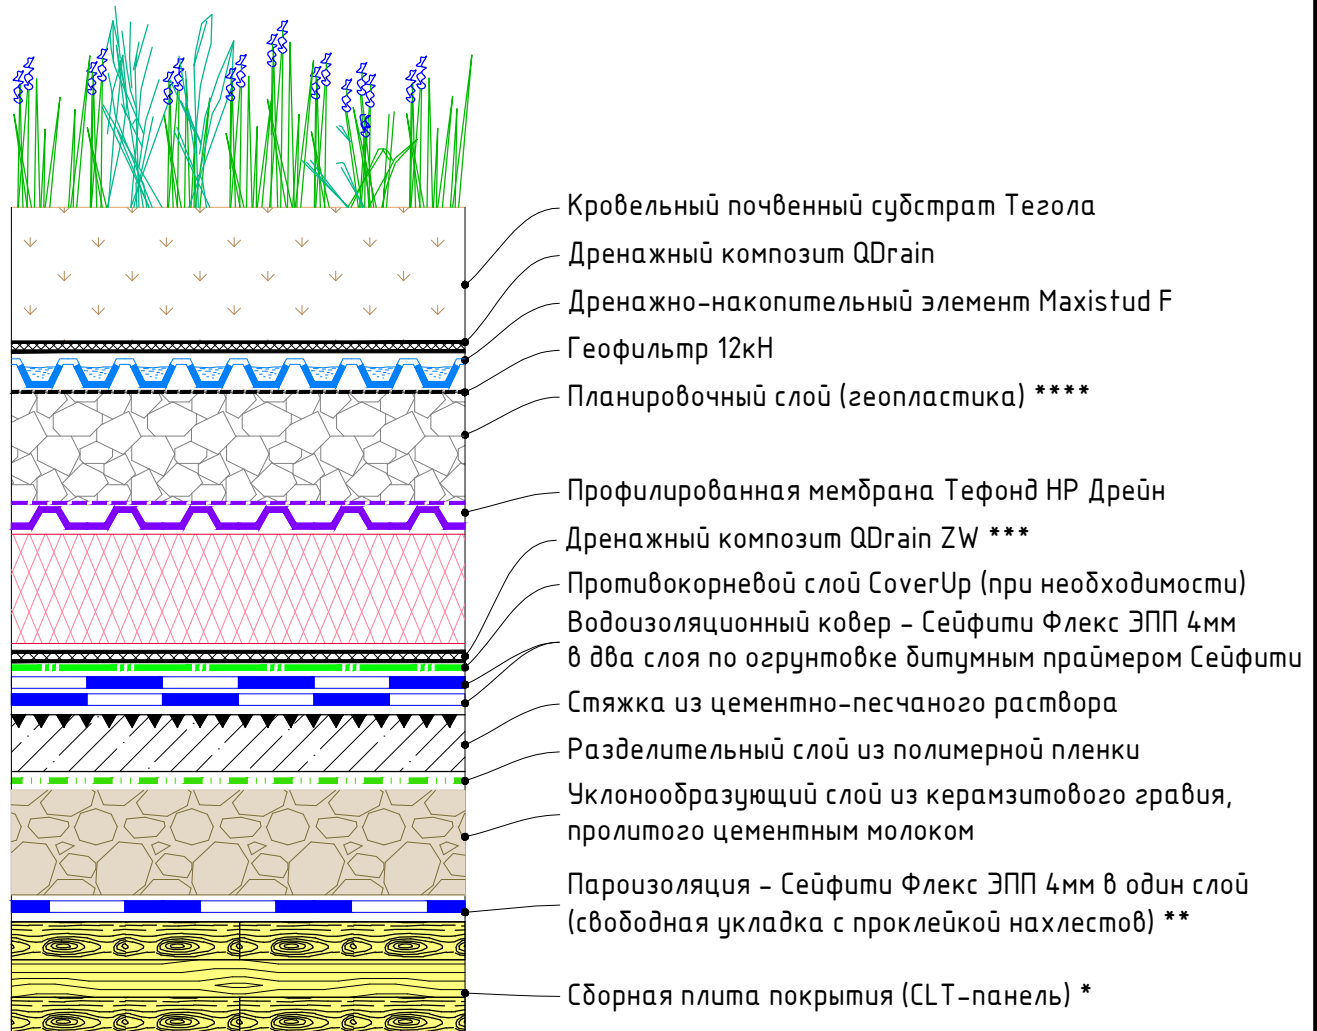 Кровельный почвенный субстрат Тегола
Дренажный композит QDrain
Дренажно-накопительный элемент Maxistud F
Геофильтр 12кН
Планировочный слой (геопластика) ****
Профилированная мембрана Тефонд НР Дрейн
Дренажный композит QDrain ZW ***
Противокорневой слой CoverUp (при необходимости)
Водоизоляционный ковер - Сейфити Флекс ЭПП 4мм
в два слоя по огрунтовке битумным праймером Сейфити
Стяжка из цементно-песчаного раствора
Разделительный слой из полимерной пленки
Уклонообразующий слой из керамзитового гравия,
пролитого цементным молоком
Пароизоляция - Сейфити Флекс ЭПП 4мм в один слой
(свободная укладка с проклейкой нахлестов) **
Сборная плита покрытия (CLT-панель) *